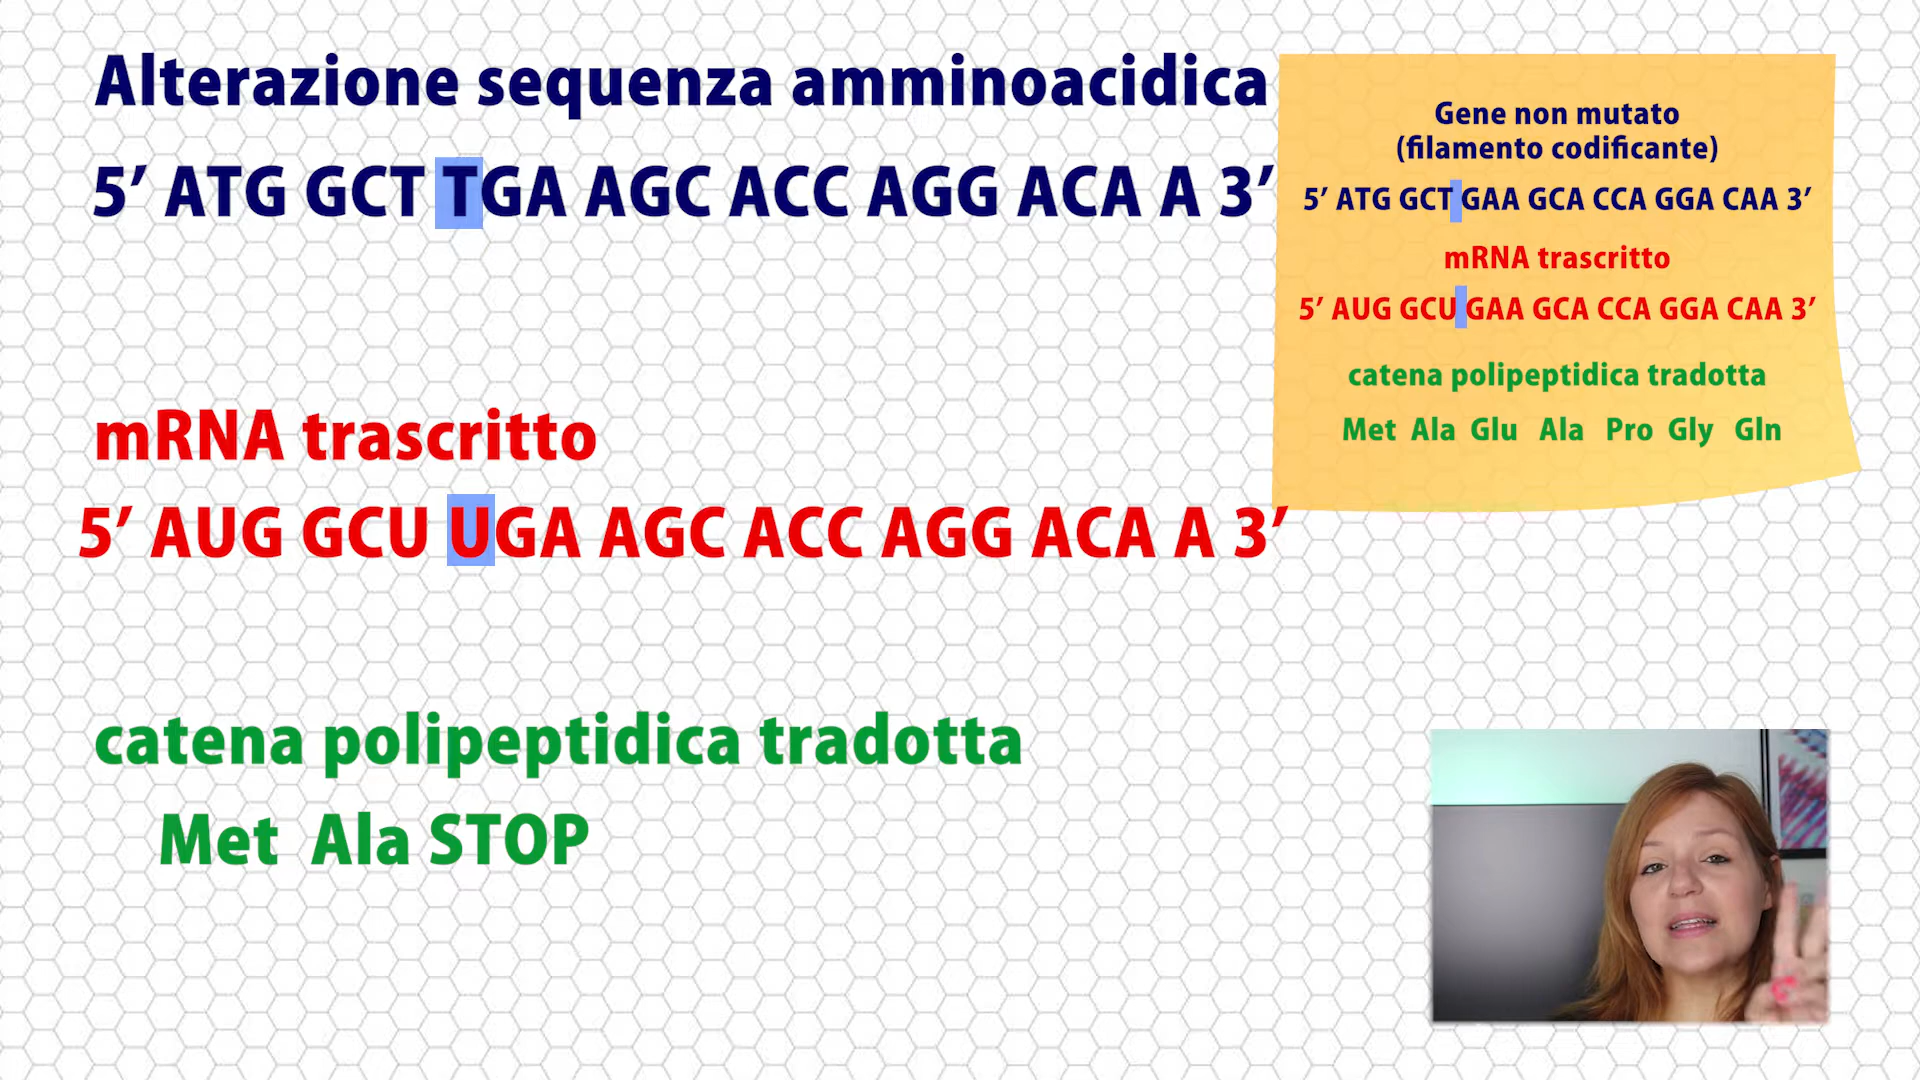 Alterazione sequenza amminoacidica
5’ ATG GCT TGA AGC ACC AGG ACA A 3’
mRNA trascritto
5’ AUG GCU UGA AGC ACC AGG ACA A 3’
catena polipeptidica tradotta
Met Ala STOP
Gene non mutato
(filamento codificante)
5’ ATG GCT GAA GCA CCA GGA CAA 3’
mRNA trascritto
5’ AUG GCU GAA GCA CCA GGA CAA 3’
catena polipeptidica tradotta
Met Ala Glu Ala Pro Gly Gln